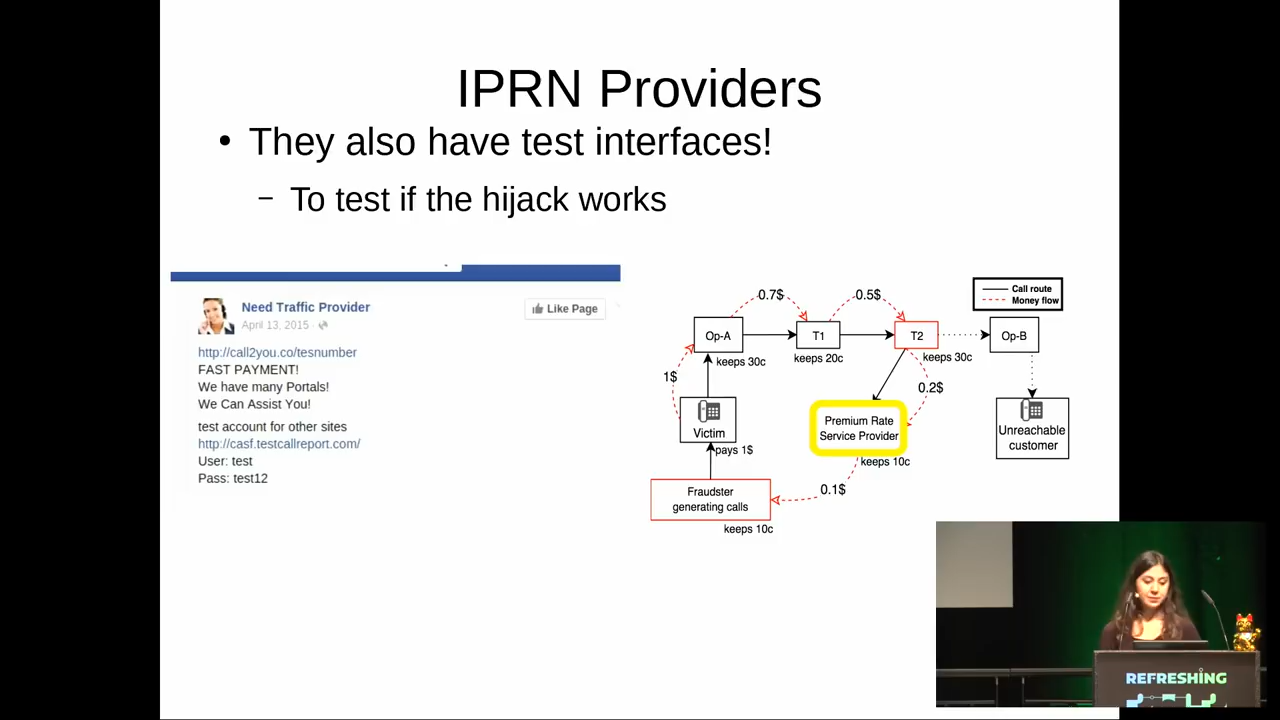 IPRN Providers
• They also have test interfaces!
– To test if the hijack works
Need Traffic Provider
April 13, 2015
Like Page
http://call2you.co/tesnumber
FAST PAYMENT!
We have many Portals!
We Can Assist You!
test account for other sites
http://casf.testcallreport.com/
User: test
Pass: test12
Call route
Money flow
0.7$
0.5$
Op-A
T1
T2
Op-B
keeps 30c
keeps 20c
keeps 30c
1$
0.2$
Victim
pays 1$
Premium Rate
Service Provider
keeps 10c
Unreachable
customer
0.1$
Fraudster
generating calls
keeps 10c
REFRESHING